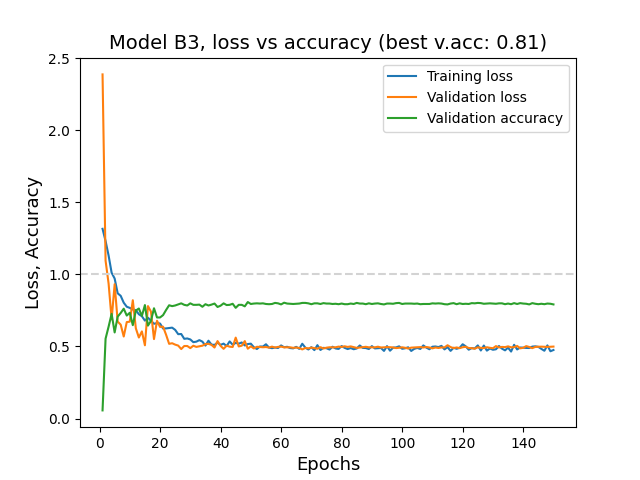 Model B3, loss vs accuracy (best v.acc: 0.81)
Training loss
Validation loss
Validation accuracy
Loss, Accuracy
2.5
2.0
1.5
1.0
0.5
0.0
0 20 40 60 80 100 120 140
Epochs